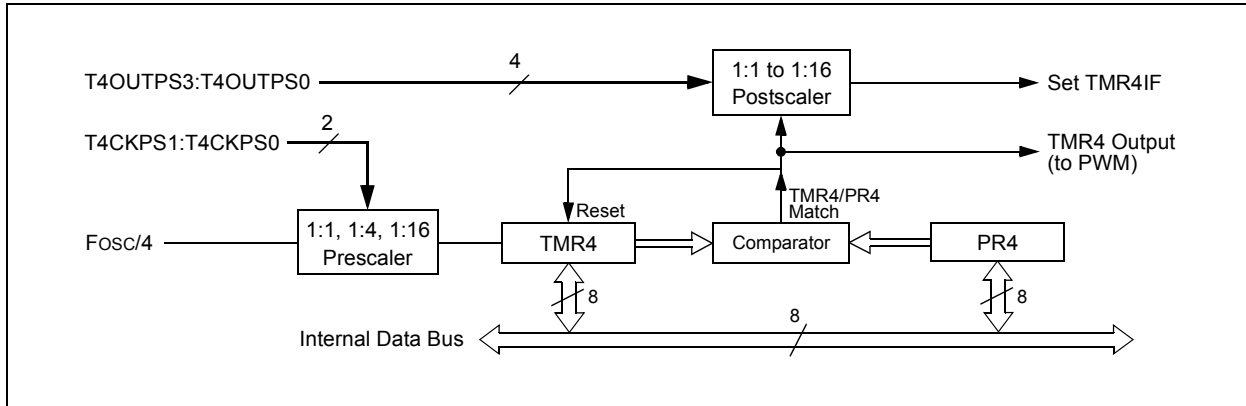 T4OUTPS3:T4OUTPS0
4
1:1 to 1:16
Postscaler
Set TMR4IF
T4CKPS1:T4CKPS0
2
TMR4 Output
(to PWM)
TMR4/PR4
Match
Reset
FOSC/4
1:1, 1:4, 1:16
Prescaler
TMR4
Comparator
PR4
8
8
Internal Data Bus
8